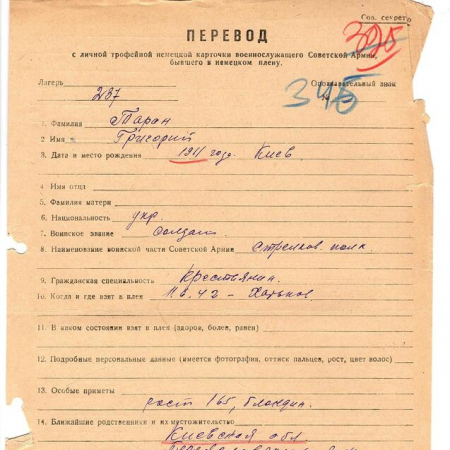 Сов. секретно
ПЕРЕВОД
с личной трофейной немецкой карточки военнослужащего Советской Армии,
бывшего в немецком плену.
Лагерь
Опознавательный знак
237
345
1. Фамилия Таран
2. Имя Григорий
3. Дата и место рождения 1911 году Киев
4. Имя отца
5. Фамилия матери
6. Национальность укр.
7. Воинское звание Солдат
8. Наименование воинской части Советской Армии стрелков. полк
9. Гражданская специальность крестьянин
10. Когда и где взят в плен 42 - Харьков
11. В каком состоянии взят в плен (здоров, болен, ранен)
12. Подробные персональные данные (имеется фотография, оттиск пальцев, рост, цвет волос)
13. Особые приметы
рост 165, блондин.
14. Ближайшие родственники и их местожительство
Киевская обл.